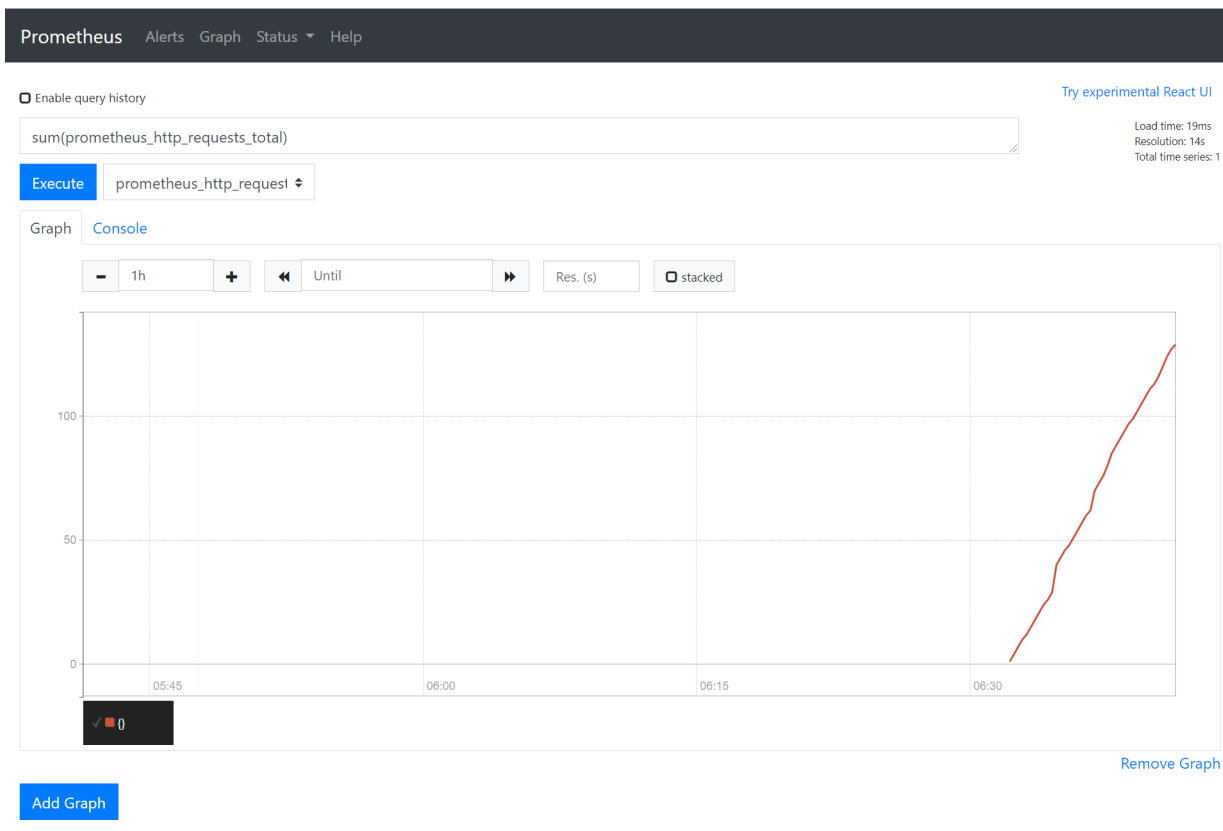 Prometheus Alerts Graph Status Help
Enable query history
Try experimental React UI
sum(prometheus_http_requests_total)
Load time: 19ms
Resolution: 14s
Total time series: 1
Execute prometheus_http_request
Graph Console
1h Until Res. (s) stacked
100
50
0
05:45 06:00 06:15 06:30
{}
Remove Graph
Add Graph